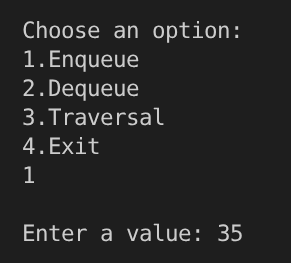 Choose an option:
1.Enqueue
2.Dequeue
3.Traversal
4.Exit
1
Enter a value: 35